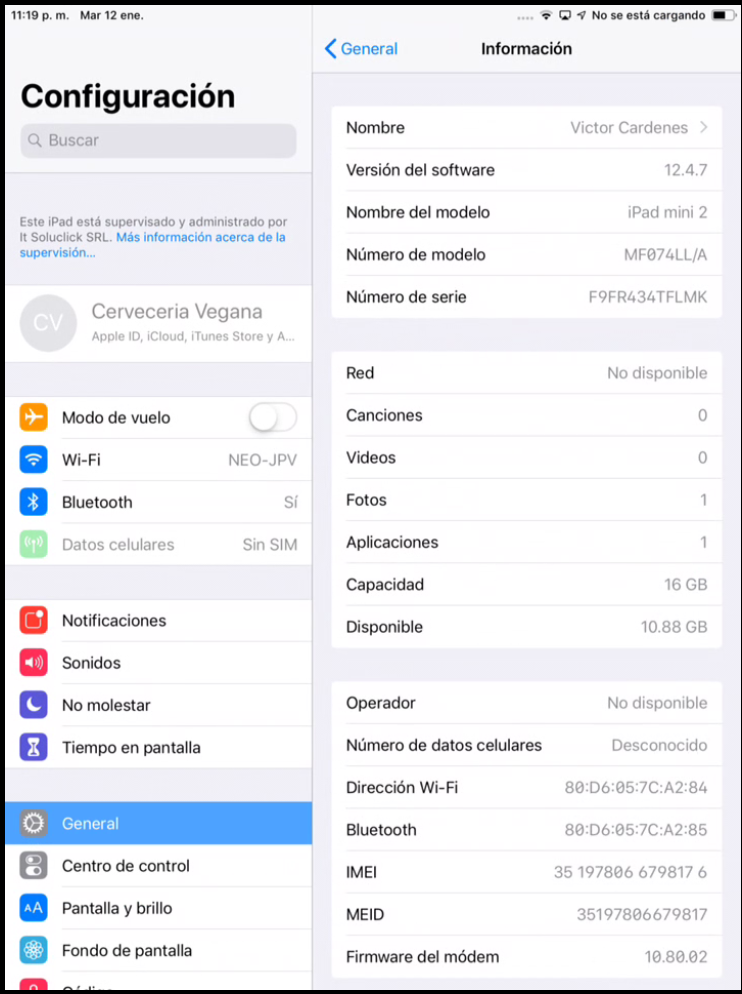 11:19 p. m. Mar 12 ene.
No se está cargando
Configuración
Buscar
Este iPad está supervisado y administrado por
It Soluclick SRL. Más información acerca de la
supervisión...
CV
Cerveceria Vegana
Apple ID, iCloud, iTunes Store y A...
Modo de vuelo
Wi-Fi NEO-JPV
Bluetooth Sí
Datos celulares Sin SIM
Notificaciones
Sonidos
No molestar
Tiempo en pantalla
General
Centro de control
AA Pantalla y brillo
Fondo de pantalla
General
Información
Nombre Victor Cardenes
Versión del software 12.4.7
Nombre del modelo iPad mini 2
Número de modelo MF074LL/A
Número de serie F9FR434TFLMK
Red No disponible
Canciones 0
Videos 0
Fotos 1
Aplicaciones 1
Capacidad 16 GB
Disponible 10.88 GB
Operador No disponible
Número de datos celulares Desconocido
Dirección Wi-Fi 80:D6:05:7C:A2:84
Bluetooth 80:D6:05:7C:A2:85
IMEI 35 197806 679817 6
MEID 35197806679817
Firmware del módem 10.80.02